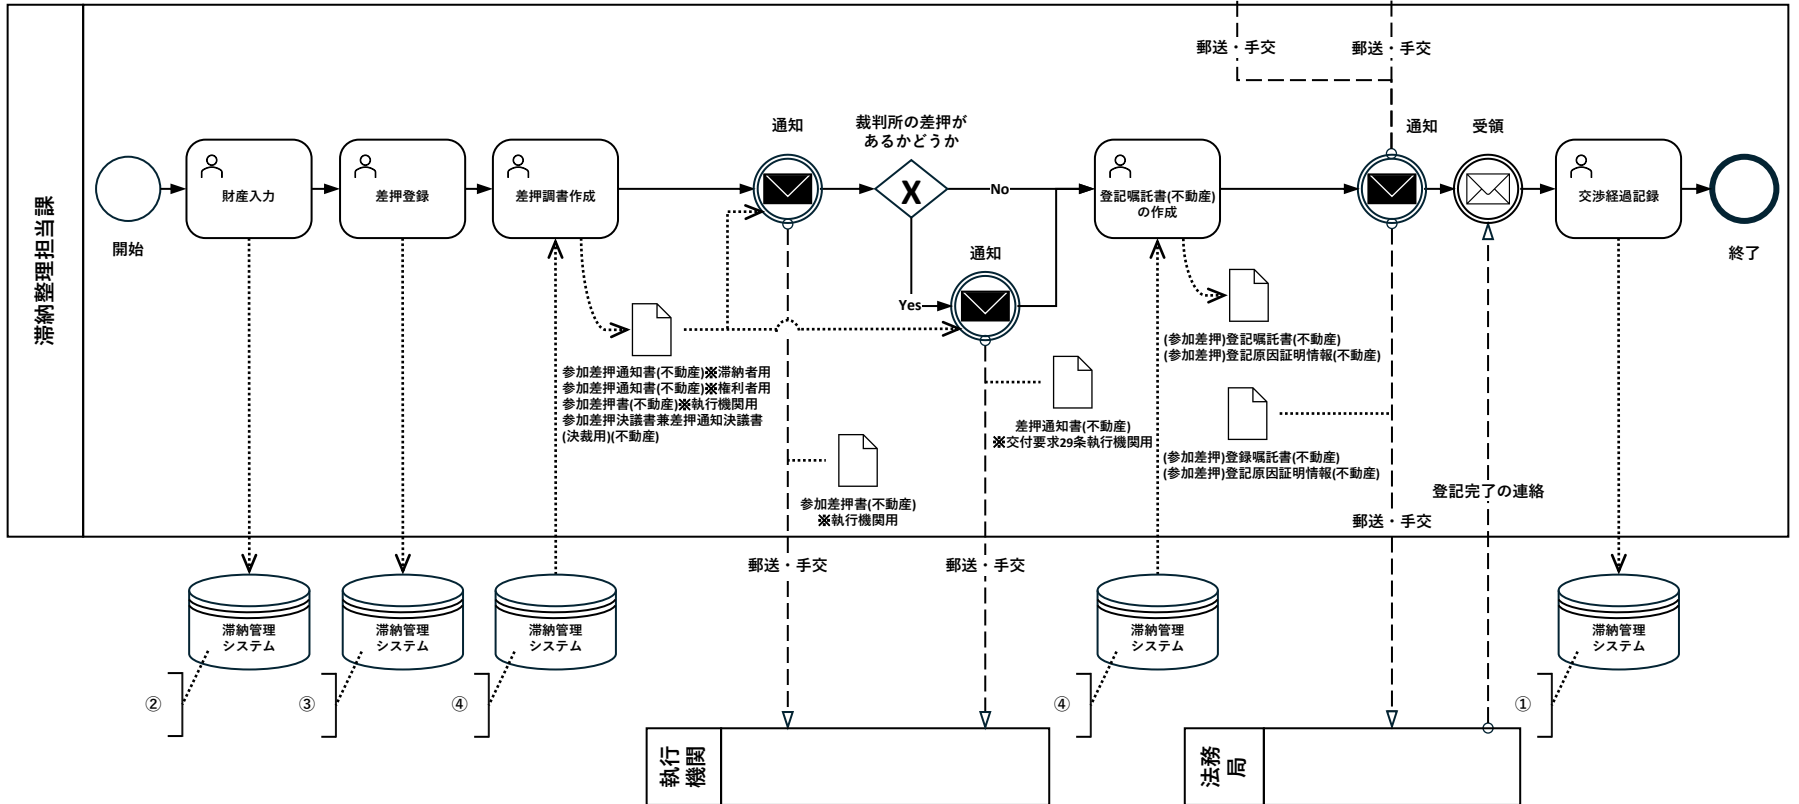 郵送・手交
郵送・手交
滞納整理担当課
開始
財産入力
差押登録
差押調書作成
通知
裁判所の差押が
あるかどうか
X
No
Yes
通知
登記嘱託書(不動産)
の作成
通知
受領
交渉経過記録
終了
参加差押通知書(不動産)※滞納者用
参加差押通知書(不動産)※権利者用
参加差押書(不動産)※執行機関用
参加差押決議書兼差押通知決議書
(決裁用)(不動産)
参加差押書(不動産)
※執行機関用
差押通知書(不動産)
※交付要求29条執行機関用
(参加差押)登記嘱託書(不動産)
(参加差押)登記原因証明情報(不動産)
(参加差押)登録嘱託書(不動産)
(参加差押)登記原因証明情報(不動産)
登記完了の連絡
郵送・手交
郵送・手交
郵送・手交
滞納管理
システム
滞納管理
システム
滞納管理
システム
滞納管理
システム
滞納管理
システム
②
③
④
④
①
執行
機関
法務
局